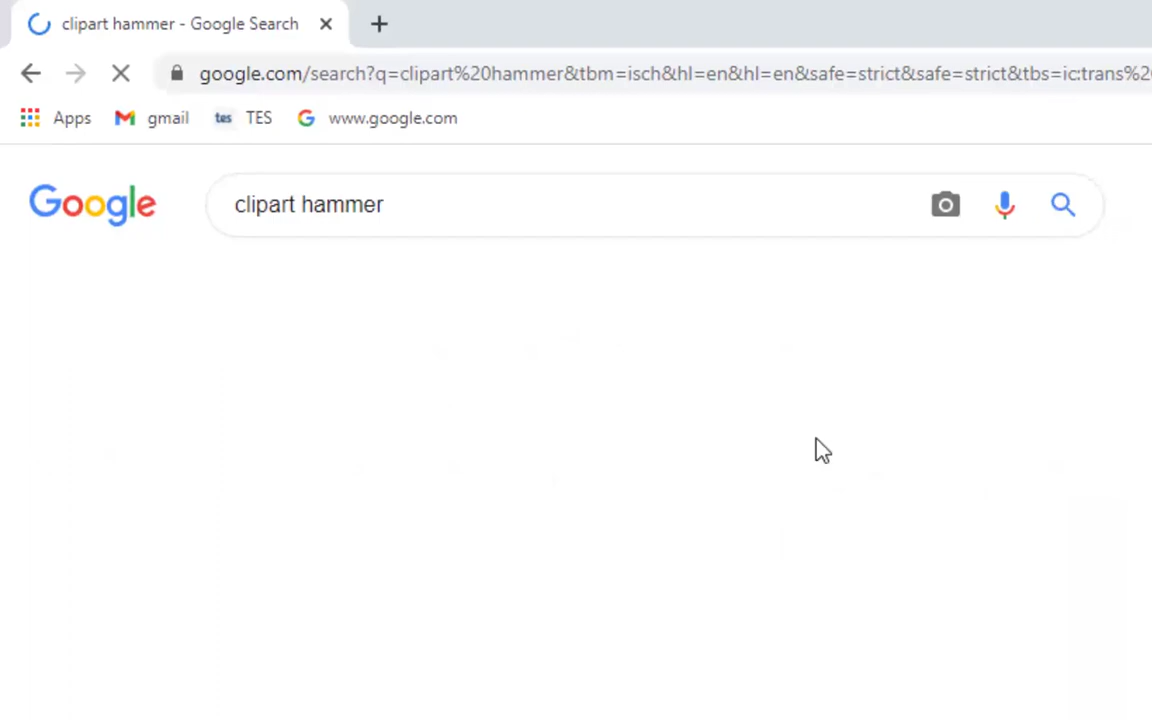 clipart hammer - Google Search
google.com/search?q=clipart%20hammer&tbm=isch&hl=en&hl=en&safe=strict&safe=strict&tbs=ic:trans%20
Apps gmail tes TES www.google.com
Google clipart hammer